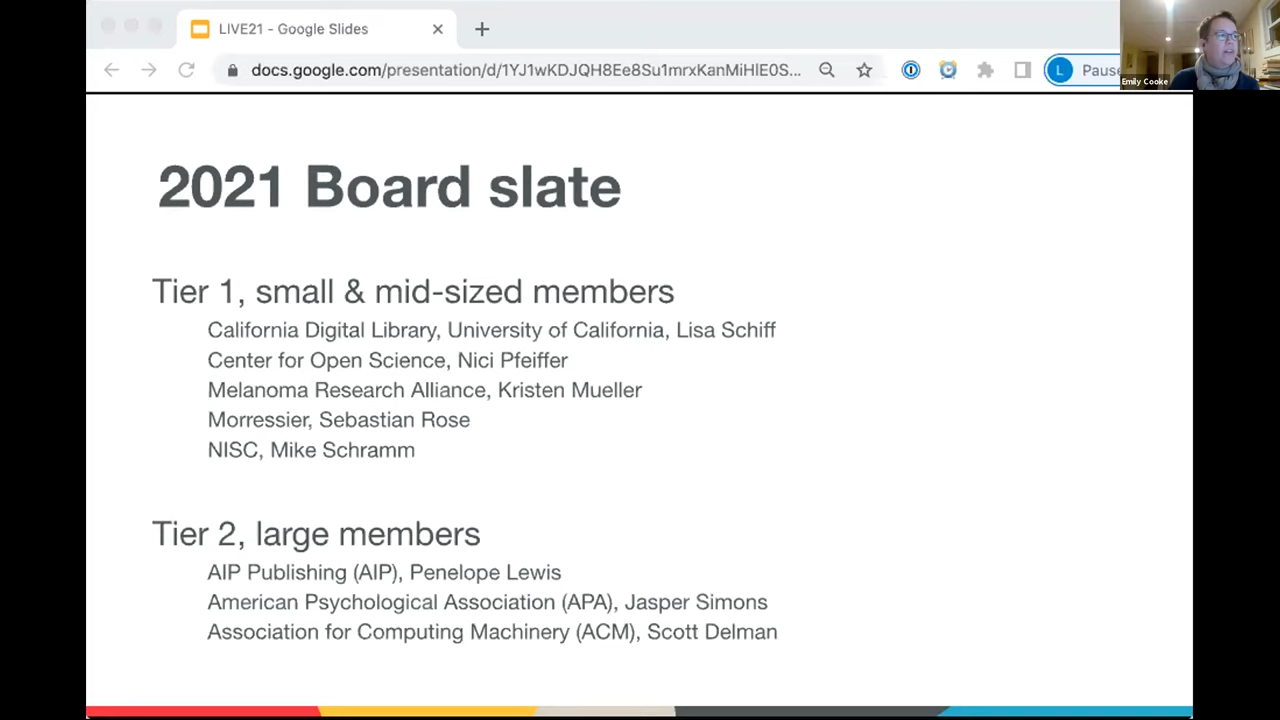 LIVE21 - Google Slides
docs.google.com/presentation/d/1YJ1wKDJQH8Ee8Su1mrxKanMiHlE0S...
L Pause
Emily Cooke
2021 Board slate
Tier 1, small & mid-sized members
California Digital Library, University of California, Lisa Schiff
Center for Open Science, Nici Pfeiffer
Melanoma Research Alliance, Kristen Mueller
Morressier, Sebastian Rose
NISC, Mike Schramm
Tier 2, large members
AIP Publishing (AIP), Penelope Lewis
American Psychological Association (APA), Jasper Simons
Association for Computing Machinery (ACM), Scott Delman